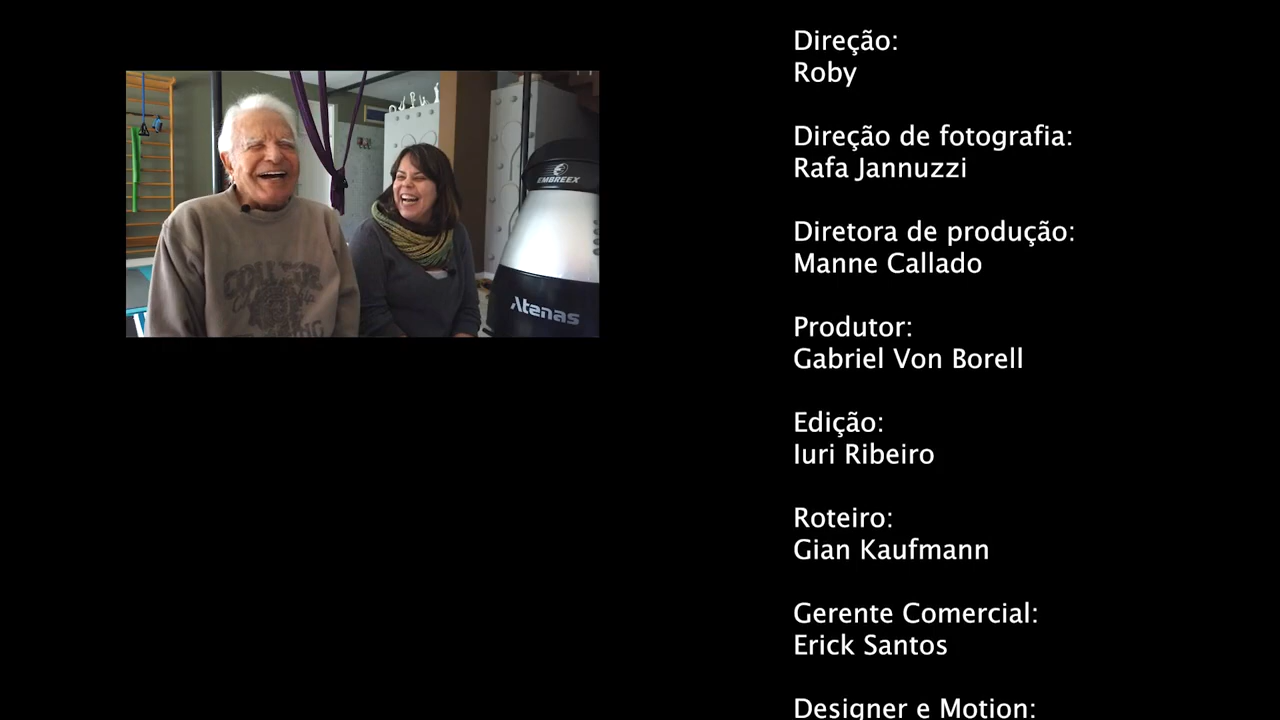 Direção:
Roby
Direção de fotografia:
Rafa Jannuzzi
Diretora de produção:
Manne Callado
Produtor:
Gabriel Von Borell
Edição:
Iuri Ribeiro
Roteiro:
Gian Kaufmann
Gerente Comercial:
Erick Santos
Designer e Motion:
EMBREEX
Atenas